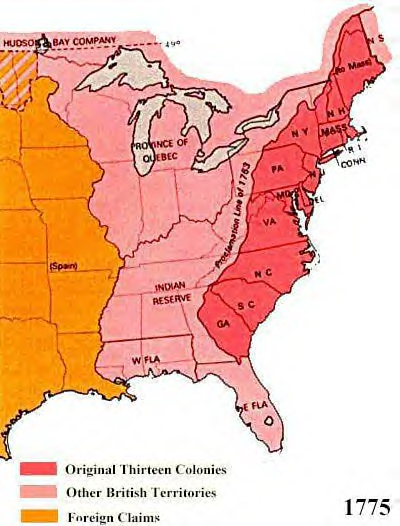 HUDSON BAY COMPANY
49°
N S
(to Mass)
N H
N Y
MASS
R I
CONN
PROVINCE OF
QUEBEC
PA
N J
MD
DEL
VA
Proclamation Line of 1763
(Spain)
N C
INDIAN
RESERVE
S C
GA
W FLA
E FLA
Original Thirteen Colonies
Other British Territories
Foreign Claims
1775